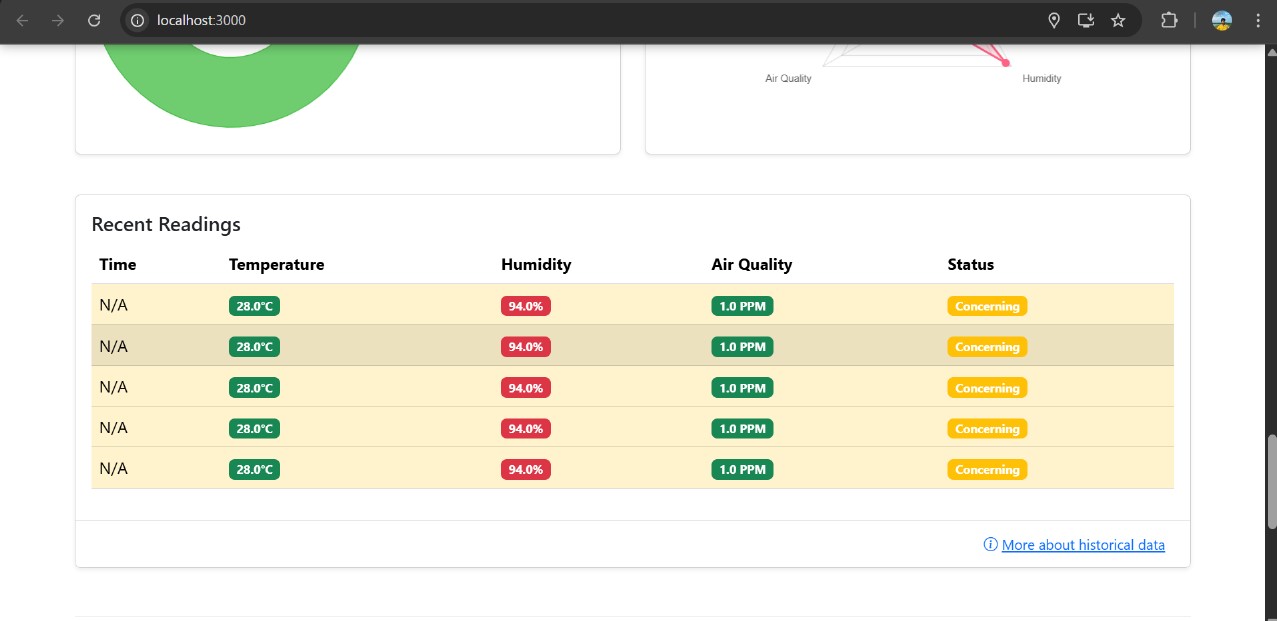 localhost:3000
Air Quality
Humidity
Recent Readings
Time Temperature Humidity Air Quality Status
N/A 28.0°C 94.0% 1.0 PPM Concerning
N/A 28.0°C 94.0% 1.0 PPM Concerning
N/A 28.0°C 94.0% 1.0 PPM Concerning
N/A 28.0°C 94.0% 1.0 PPM Concerning
N/A 28.0°C 94.0% 1.0 PPM Concerning
More about historical data